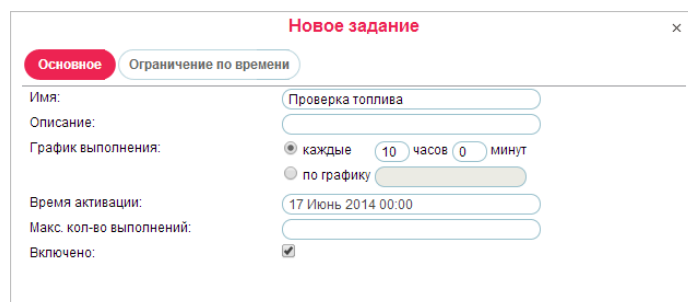 Новое задание ×
Основное Ограничение по времени
Имя: Проверка топлива
Описание:
График выполнения: каждые 10 часов 0 минут
по графику
Время активации: 17 Июнь 2014 00:00
Макс. кол-во выполнений:
Включено: